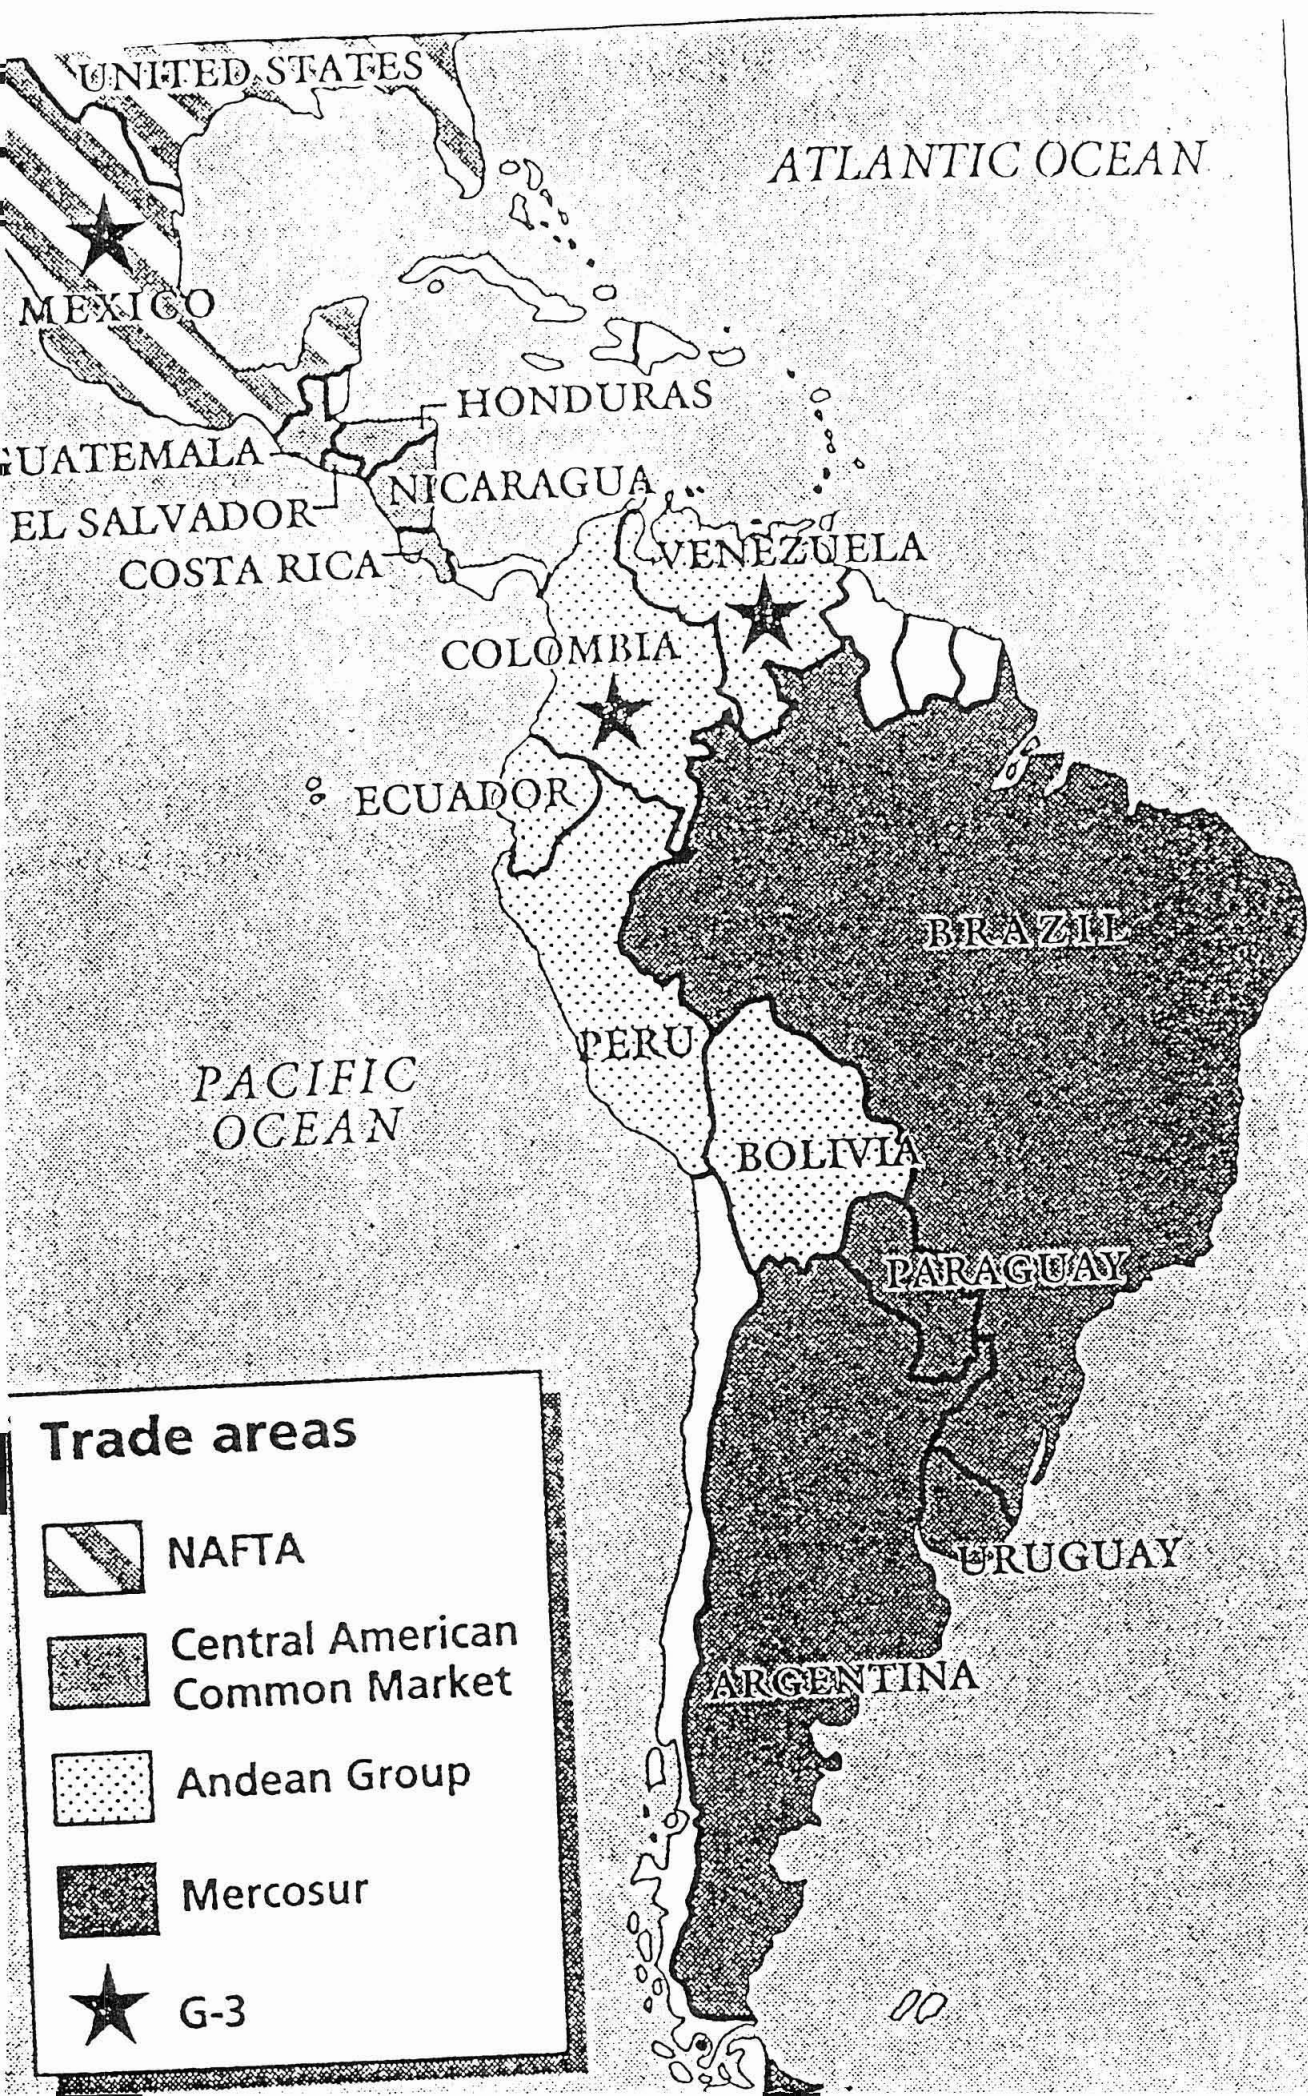 UNITED STATES
ATLANTIC OCEAN
MEXICO
HONDURAS
GUATEMALA
NICARAGUA
EL SALVADOR
VENEZUELA
COSTA RICA
COLOMBIA
ECUADOR
BRAZIL
PERU
PACIFIC
OCEAN
BOLIVIA
PARAGUAY
Trade areas
NAFTA
URUGUAY
Central American
Common Market
ARGENTINA
Andean Group
Mercosur
G-3